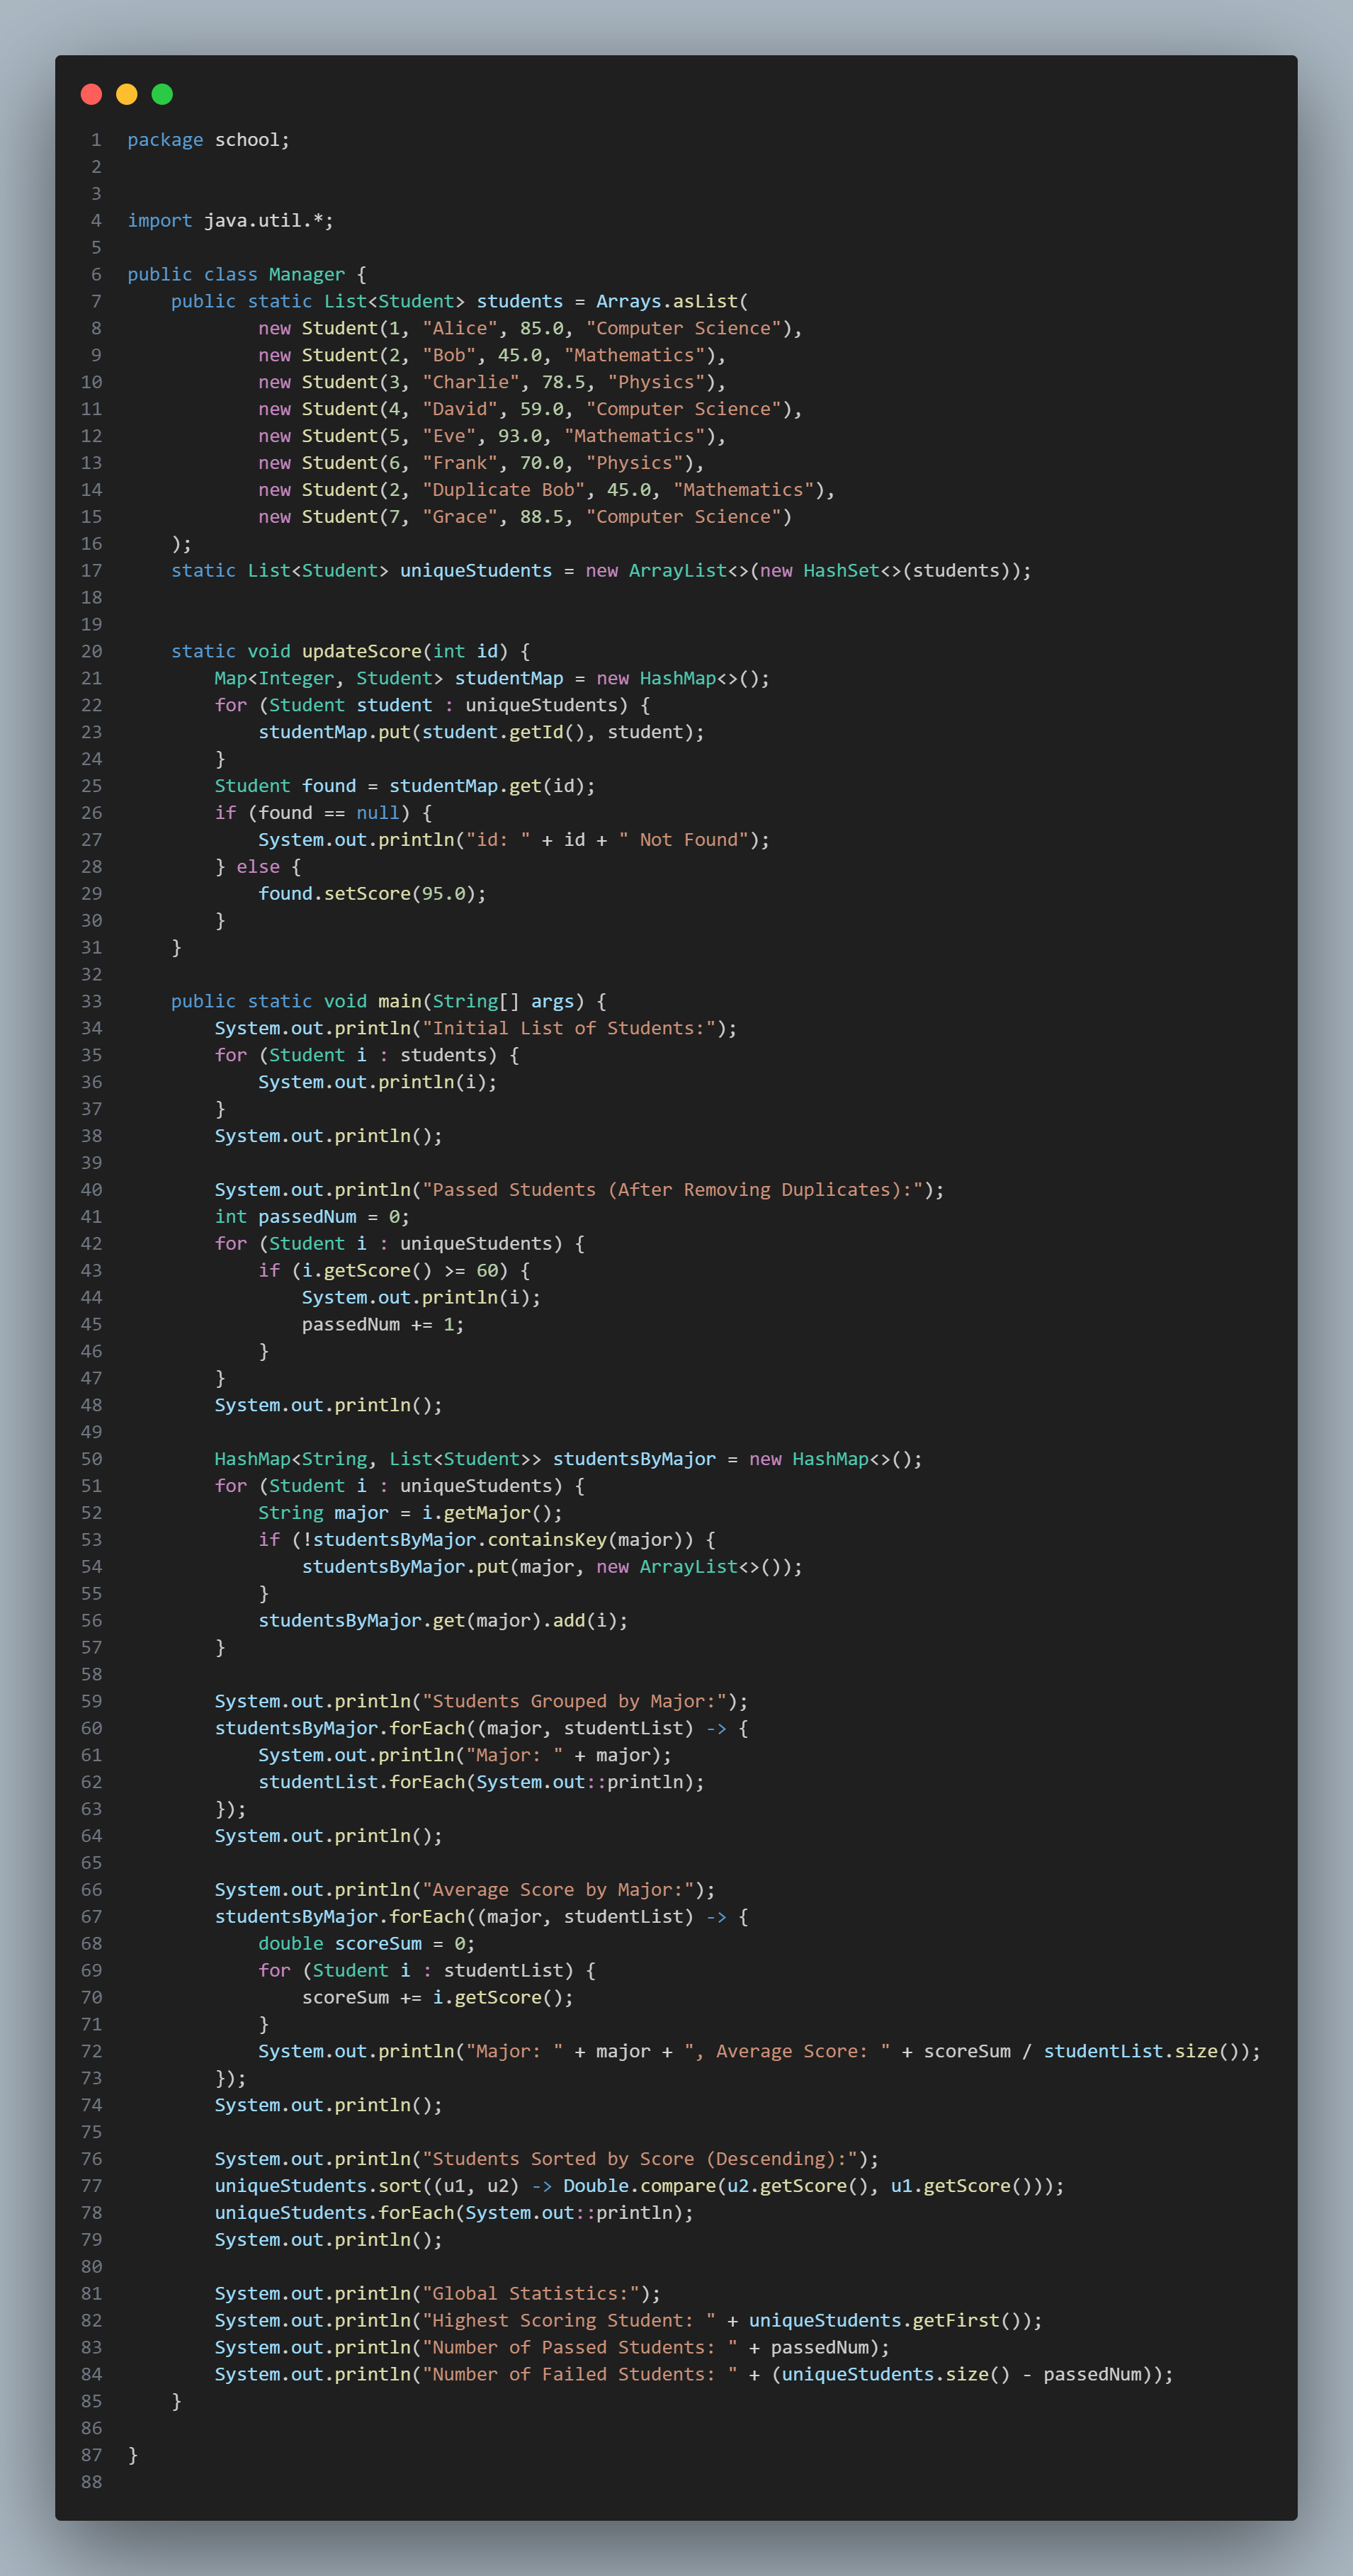 1 package school;
2
3
4 import java.util.*;
5
6 public class Manager {
7     public static List<Student> students = Arrays.asList(
8             new Student(1, "Alice", 85.0, "Computer Science"),
9             new Student(2, "Bob", 45.0, "Mathematics"),
10             new Student(3, "Charlie", 78.5, "Physics"),
11             new Student(4, "David", 59.0, "Computer Science"),
12             new Student(5, "Eve", 93.0, "Mathematics"),
13             new Student(6, "Frank", 70.0, "Physics"),
14             new Student(2, "Duplicate Bob", 45.0, "Mathematics"),
15             new Student(7, "Grace", 88.5, "Computer Science")
16     );
17     static List<Student> uniqueStudents = new ArrayList<>(new HashSet<>(students));
18
19
20     static void updateScore(int id) {
21         Map<Integer, Student> studentMap = new HashMap<>();
22         for (Student student : uniqueStudents) {
23             studentMap.put(student.getId(), student);
24         }
25         Student found = studentMap.get(id);
26         if (found == null) {
27             System.out.println("id: " + id + " Not Found");
28         } else {
29             found.setScore(95.0);
30         }
31     }
32
33     public static void main(String[] args) {
34         System.out.println("Initial List of Students:");
35         for (Student i : students) {
36             System.out.println(i);
37         }
38         System.out.println();
39
40         System.out.println("Passed Students (After Removing Duplicates):");
41         int passedNum = 0;
42         for (Student i : uniqueStudents) {
43             if (i.getScore() >= 60) {
44                 System.out.println(i);
45                 passedNum += 1;
46             }
47         }
48         System.out.println();
49
50         HashMap<String, List<Student>> studentsByMajor = new HashMap<>();
51         for (Student i : uniqueStudents) {
52             String major = i.getMajor();
53             if (!studentsByMajor.containsKey(major)) {
54                 studentsByMajor.put(major, new ArrayList<>());
55             }
56             studentsByMajor.get(major).add(i);
57         }
58
59         System.out.println("Students Grouped by Major:");
60         studentsByMajor.forEach((major, studentList) -> {
61             System.out.println("Major: " + major);
62             studentList.forEach(System.out::println);
63         });
64         System.out.println();
65
66         System.out.println("Average Score by Major:");
67         studentsByMajor.forEach((major, studentList) -> {
68             double scoreSum = 0;
69             for (Student i : studentList) {
70                 scoreSum += i.getScore();
71             }
72             System.out.println("Major: " + major + ", Average Score: " + scoreSum / studentList.size());
73         });
74         System.out.println();
75
76         System.out.println("Students Sorted by Score (Descending):");
77         uniqueStudents.sort((u1, u2) -> Double.compare(u2.getScore(), u1.getScore()));
78         uniqueStudents.forEach(System.out::println);
79         System.out.println();
80
81         System.out.println("Global Statistics:");
82         System.out.println("Highest Scoring Student: " + uniqueStudents.getFirst());
83         System.out.println("Number of Passed Students: " + passedNum);
84         System.out.println("Number of Failed Students: " + (uniqueStudents.size() - passedNum));
85     }
86
87 }
88